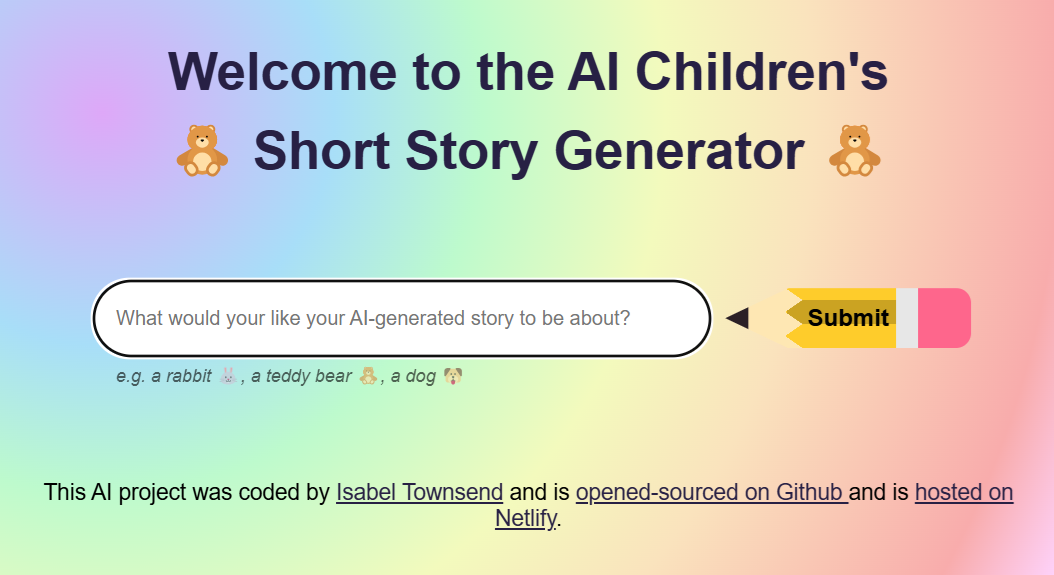 Welcome to the AI Children's
🧸 Short Story Generator 🧸
What would your like your AI-generated story to be about?
Submit
e.g. a rabbit 🐰, a teddy bear 🧸, a dog 🐶
This AI project was coded by Isabel Townsend and is opened-sourced on Github and is hosted on
Netlify.